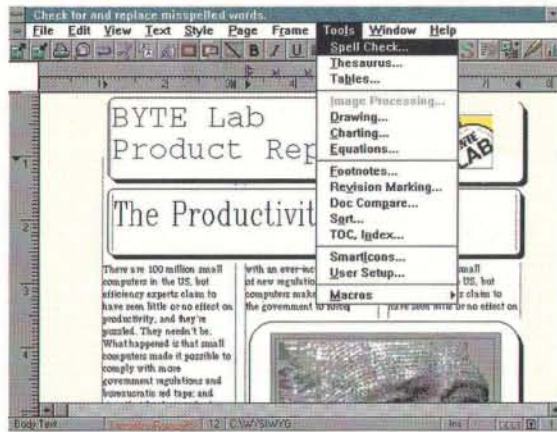 Check for and replace misspelled words.
File Edit View Text Style Page Frame Tools Window Help
Spell Check...
Thesaurus...
Tables...
Image Processing...
Drawing...
Charting...
Equations...
Footnotes...
Revision Marking...
Doc Compare...
Sort...
TOC, Index...
SmartIcons...
User Setup...
Macros
BYTE Lab
Product Rep
LAB
The Productivit
There are 100 million small
computers in the US, but
efficiency experts claim to
have seen little or no effect on
productivity, and they're
puzzled. They needn't be.
What happened is that small
computers made it possible to
comply with more
government regulations and
bureaucratic red tape; and
with an ever-inc
of new regulatio
computers make
the government to
small
US, but
claim to
have seen little or no effect on
Body Text 12 C:\WYSIWYG Ins